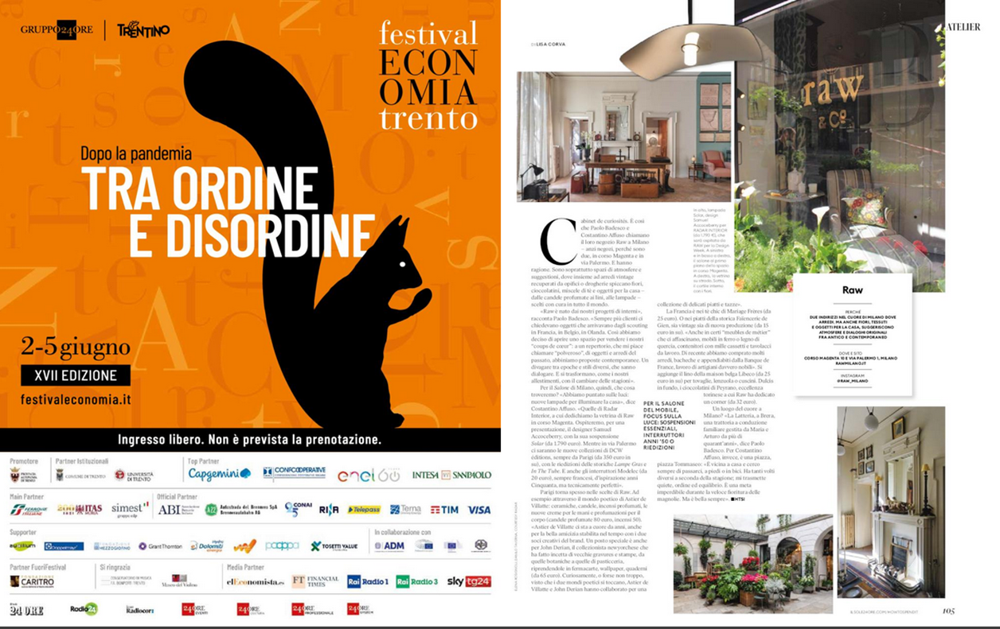 GRUPPO 24 ORE
TRENTINO
festival
ECON
OMIA
trento
Dopo la pandemia
TRA ORDINE
E DISORDINE
2-5 giugno
XVII EDIZIONE
festivaleconomia.it
Ingresso libero. Non è prevista la prenotazione.
Promotore
Partner Istituzionali
Top Partner
COMUNE DI TRENTO
UNIVERSITÀ
DI TRENTO
Capgemini
CONFCOOPERATIVE
enel 60
INTESA SANPAOLO
Main Partner
Official Partner
FERROVIE
simest
ABI
Autostrada del Brennero SpA
Brennerautobahn AG
CONAI
RINA
Telepass
Terna
TIM
VISA
Supporter
In collaborazione con
Grant Thornton
Dolomiti
energia
TOSETTI VALUE
ADM
Partner FuoriFestival
Si ringrazia
Media Partner
FONDAZIONE
CARITRO
elEconomista.es
FT FINANCIAL
TIMES
Rai Radio 1
Rai Radio 3
sky tg24
24 ORE
Radio24
Radiocor
24 ORE
EVENTI
24 ORE
CULTURA
24 ORE
PROFESSIONALE
24 ORE
SYSTEM
ATELIER
DI LISA CORVA
raw
& Co.
Cabinet de curiosités. È così
che Paolo Badesco e
Costantino Affuso chiamano
il loro negozio Raw a Milano
– anzi negozi, perché sono
due, in corso Magenta e in
via Palermo. E hanno
ragione. Sono soprattutto spazi di atmosfere e
suggestioni, dove insieme ad arredi vintage
recuperati da opifici o drogherie spiccano fiori,
cioccolatini, miscele di tè e oggetti per la casa –
dalle candele profumate ai lini, alle lampade –
scelti con cura in tutto il mondo.
«Raw è nato dai nostri progetti di interni»,
racconta Paolo Badesco. «Sempre più clienti ci
chiedevano oggetti che arrivavano dagli scouting
in Francia, in Belgio, in Olanda. Così abbiamo
deciso di aprire uno spazio per vendere i nostri
"coups de cœur": a un repertorio, che mi piace
chiamare "polveroso", di oggetti e arredi del
passato, abbiniamo proposte contemporanee. Un
divagare tra epoche e stili diversi, che sanno
dialogare. E si trasformano, come i nostri
allestimenti, con il cambiare delle stagioni».
Per il Salone di Milano, quindi, che cosa
troveremo? «Abbiamo puntato sulle luci:
nuove lampade per illuminare la casa», dice
Costantino Affuso. «Quelle di Radar
Interior, a cui dedichiamo la vetrina di Raw
in corso Magenta. Ospiteremo, per una
presentazione, il designer Samuel
Accoceberry, con la sua sospensione
Solar (da 1.790 euro). Mentre in via Palermo
ci saranno le nuove collezioni di DCW
éditions, sempre da Parigi (da 350 euro in
su), con le riedizioni delle storiche Lampe Gras e
In The Tube. E anche gli interruttori Modelec (da
20 euro), sempre francesi, d'ispirazione anni
Cinquanta, ma tecnicamente perfetti».
Parigi torna spesso nelle scelte di Raw. Ad
esempio attraverso il mondo poetico di Astier de
Villatte: ceramiche, candele, incensi profumati, le
nuove creme per le mani e profumazioni per il
corpo (candele profumate 80 euro, incensi 50).
«Astier de Villatte ci sta a cuore da anni, anche
per la bella amicizia stabilita nel tempo con i due
creativi del brand. Un posto speciale è anche
per John Derian, il collezionista newyorchese che
ha fatto incetta di vecchie gravures e stampe, da
quelle botaniche a quelle di pasticceria,
riprendendole in fermacarte, wallpaper, quaderni
(da 65 euro). Curiosamente, o forse non troppo,
visto che i due mondi poetici si toccano, Astier de
Villatte e John Derian hanno collaborato per una
In alto, lampada
Solar, design
Samuel
Accoceberry per
RADAR INTERIOR
(da 1.790 €), che
sarà ospitata da
RAW per la Design
Week. A sinistra
e in basso a destra,
il salone al primo
piano dello spazio
in corso Magenta.
A destra, la vetrina
su strada. Sotto,
il cortile interno
con i fiori.
collezione di delicati piatti e tazze».
La Francia è nei tè chic di Mariage Frères (da
25 euro). O nei piatti della storica Faïencerie de
Gien, sia vintage sia di nuova produzione (da 15
euro in su). «Anche in certi "meubles de métier"
che ci affascinano, mobili in ferro o legno di
quercia, contenitori con mille cassetti e tavolacci
da lavoro. Di recente abbiamo comprato molti
arredi, bacheche e appendiabiti dalla Banque de
France, lavoro di artigiani davvero nobili». Si
aggiunge il lino della maison belga Libeco (da 25
euro in su) per tovaglie, lenzuola o cuscini. Dulcis
in fundo, i cioccolatini di Peyrano, eccellenza
torinese a cui Raw ha dedicato
un corner (da 32 euro).
Un luogo del cuore a
Milano? «La Latteria, a Brera,
una trattoria a conduzione
familiare gestita da Maria e
Arturo da più di
quarant'anni», dice Paolo
Badesco. Per Costantino
Affuso, invece, è una piazza,
piazza Tommaseo: «È vicina a casa e cerco
sempre di passarci, a piedi o in bici. Ha tanti volti
diversi a seconda della stagione; mi trasmette
quiete, ordine ed equilibrio. È una meta
imperdibile durante la veloce fioritura delle
magnolie. Ma è bella sempre». HTSI
PER IL SALONE
DEL MOBILE,
FOCUS SULLA
LUCE: SOSPENSIONI
ESSENZIALI,
INTERRUTTORI
ANNI '50 O
RIEDIZIONI
Raw
PERCHÉ
DUE INDIRIZZI NEL CUORE DI MILANO DOVE
ARREDI, MA ANCHE FIORI, TESSUTI
E OGGETTI PER LA CASA, SUGGERISCONO
ATMOSFERE E DIALOGHI ORIGINALI
FRA ANTICO E CONTEMPORANEO
DOVE E SITO
CORSO MAGENTA 10 E VIA PALERMO 1, MILANO
RAWMILANO.IT
INSTAGRAM
@RAW_MILANO
105